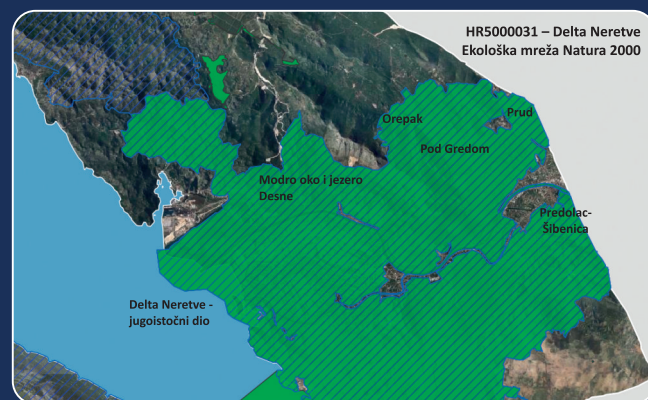 HR5000031 – Delta Neretve
Ekološka mreža Natura 2000
Orepak
Prud
Pod Gredom
Modro oko i jezero
Desne
Predolac-
Šibenica
Delta Neretve -
jugoistočni dio